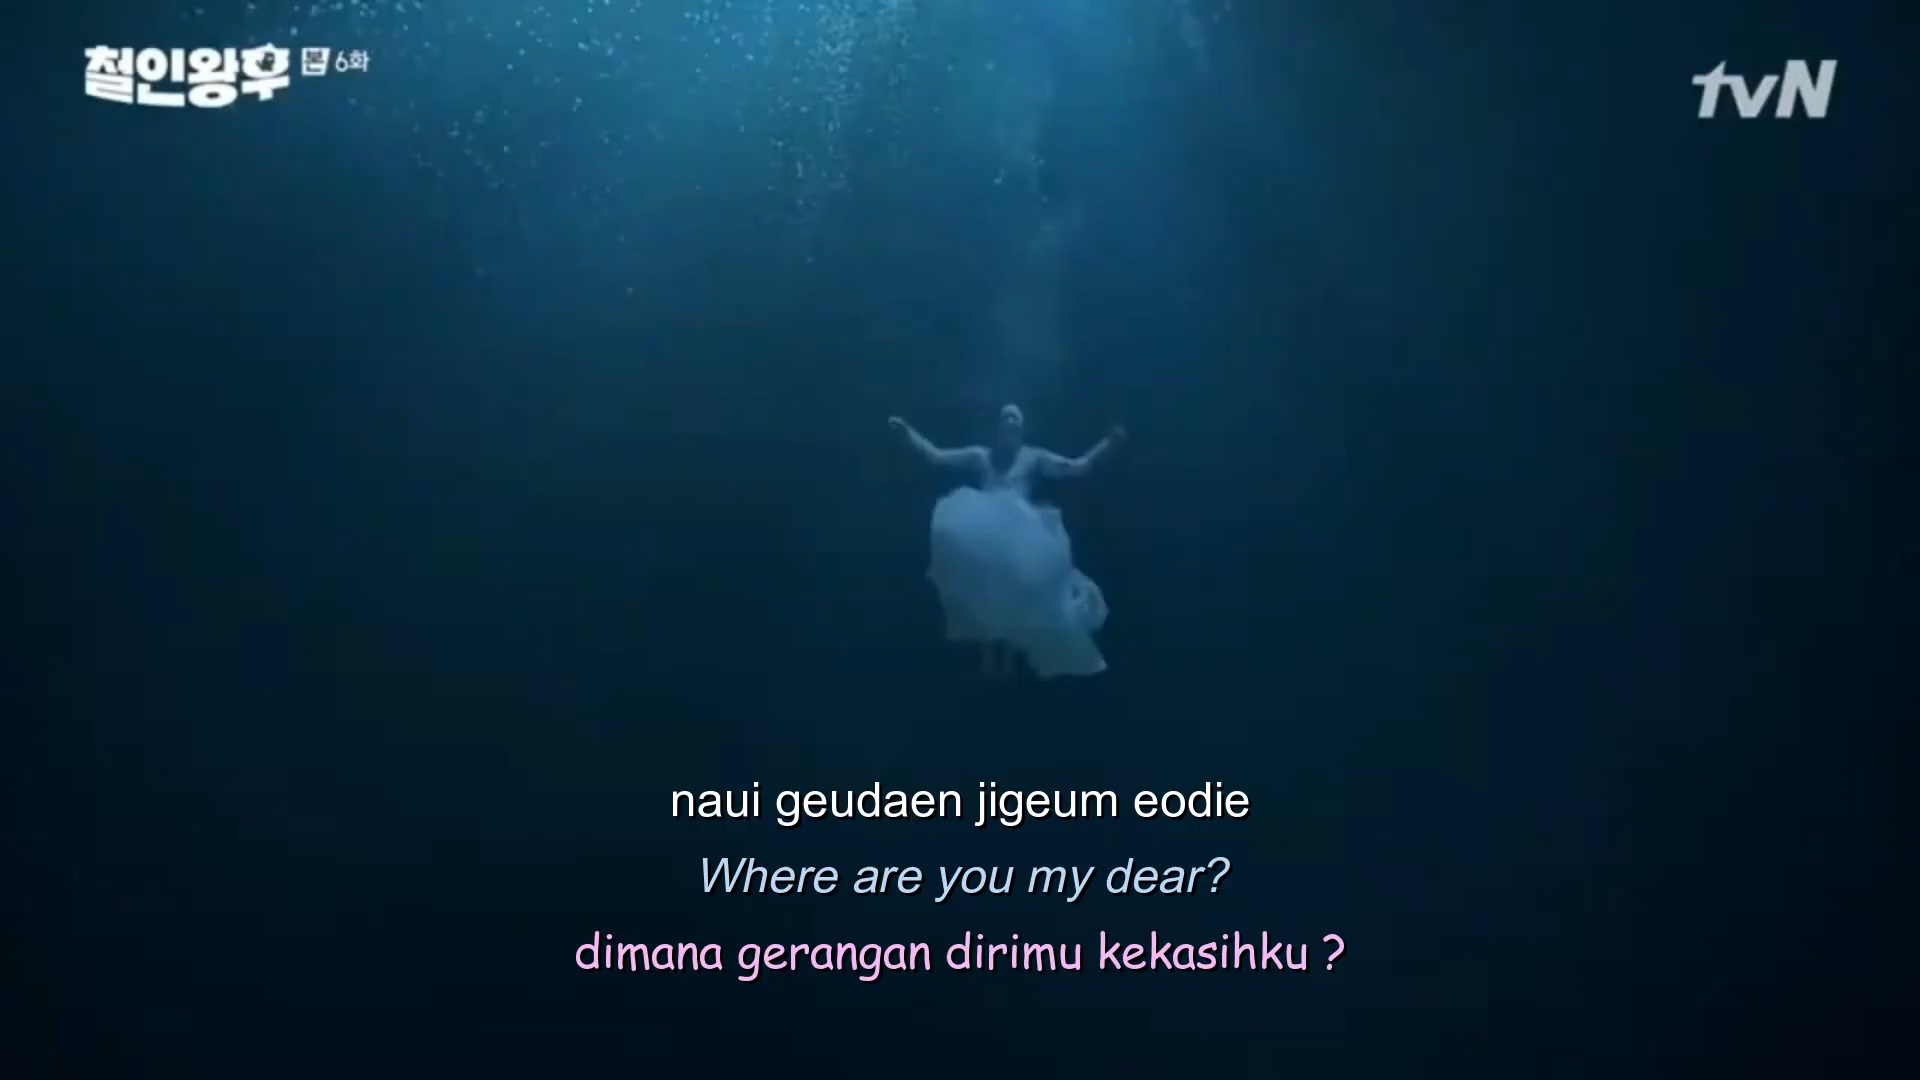 철인왕후 본 6화
tvN
naui geudaen jigeum eodie
Where are you my dear?
dimana gerangan dirimu kekasihku ?